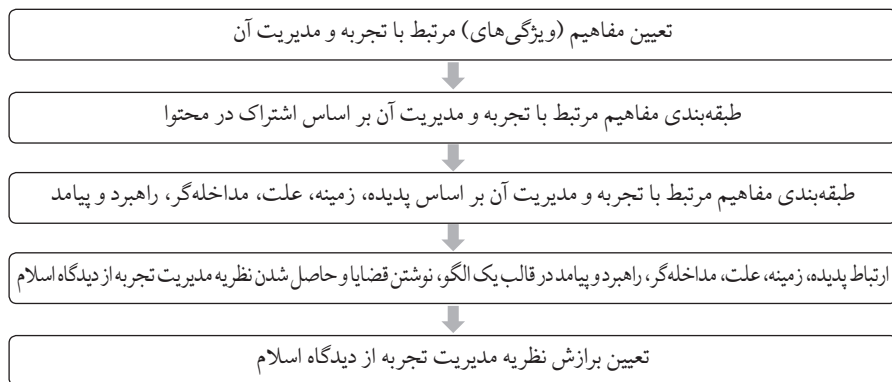 تعیین مفاهیم (ویژگی‌های) مرتبط با تجربه و مدیریت آن
طبقه‌بندی مفاهیم مرتبط با تجربه و مدیریت آن بر اساس اشتراک در محتوا
طبقه‌بندی مفاهیم مرتبط با تجربه و مدیریت آن بر اساس پدیده، زمینه، علت، مداخله‌گر، راهبرد و پیامد
ارتباط پدیده، زمینه، علت، مداخله‌گر، راهبرد و پیامد در قالب یک الگو، نوشتن قضایا و حاصل شدن نظریه مدیریت تجربه از دیدگاه اسلام
تعیین برازش نظریه مدیریت تجربه از دیدگاه اسلام